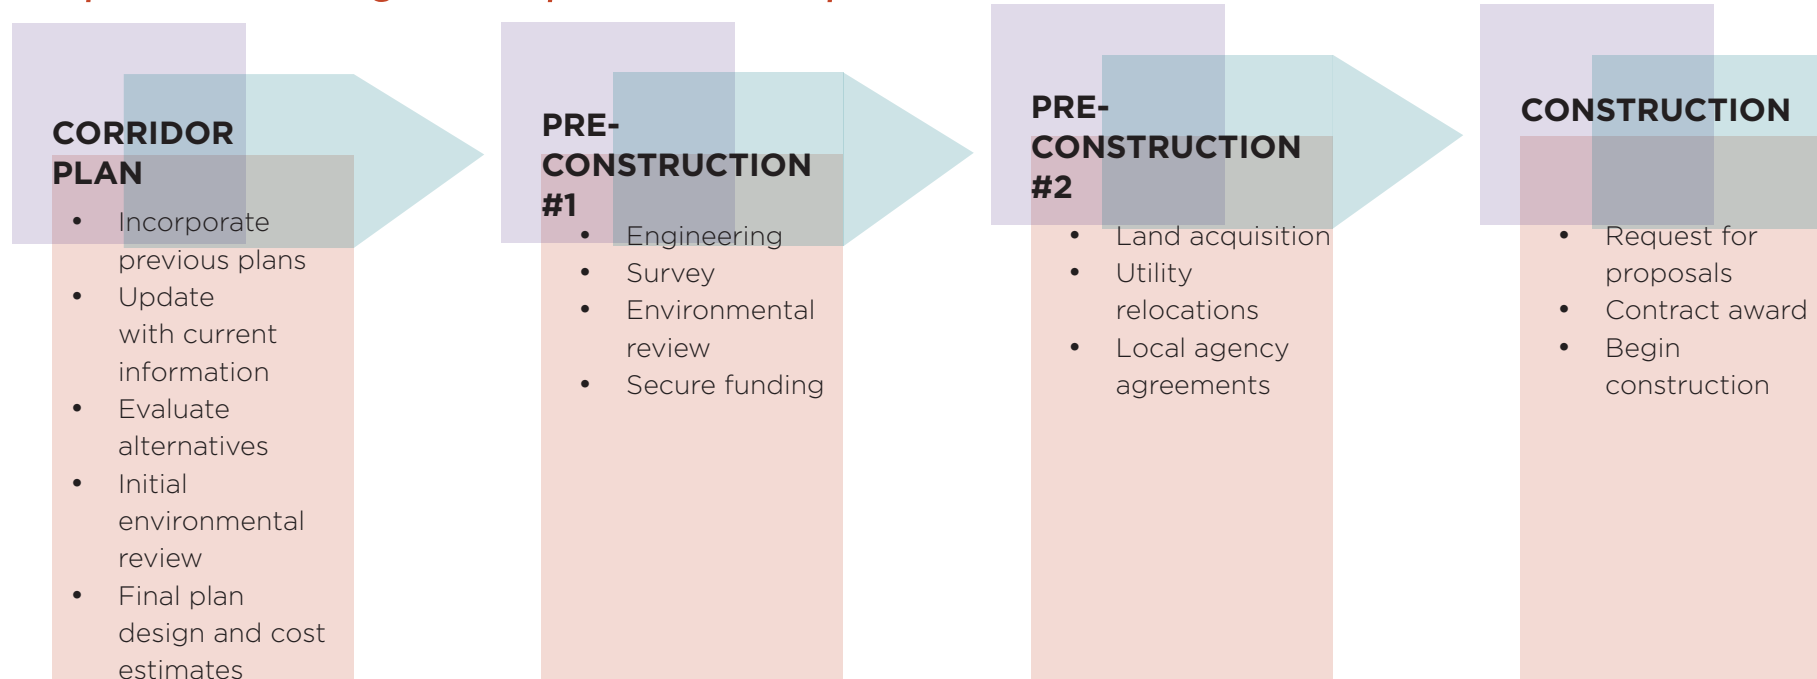 CORRIDOR
PLAN
• Incorporate
previous plans
• Update
with current
information
• Evaluate
alternatives
• Initial
environmental
review
• Final plan
design and cost
estimates
PRE-
CONSTRUCTION
#1
• Engineering
• Survey
• Environmental
review
• Secure funding
PRE-
CONSTRUCTION
#2
• Land acquisition
• Utility
relocations
• Local agency
agreements
CONSTRUCTION
• Request for
proposals
• Contract award
• Begin
construction